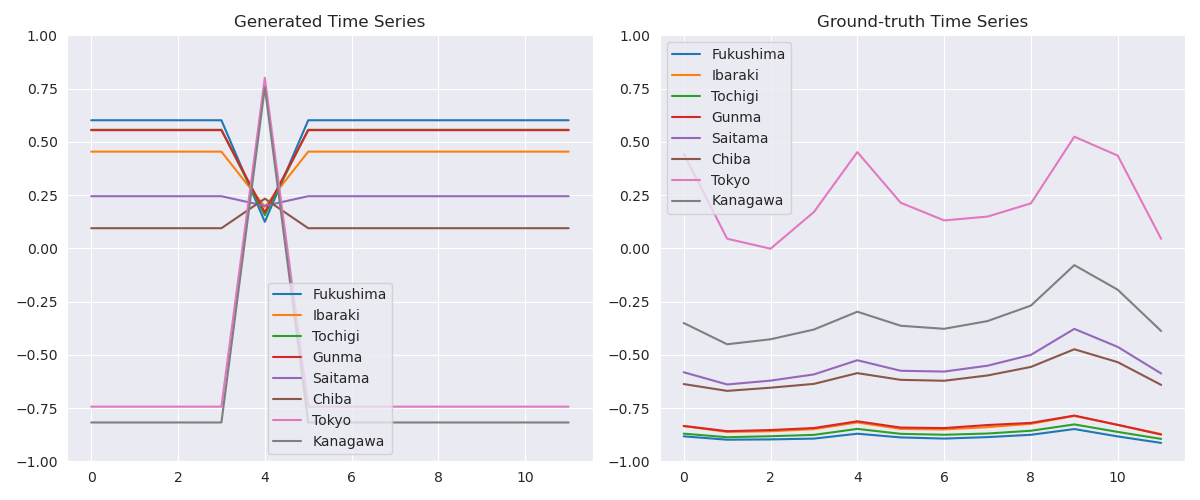 Generated Time Series
1.00
0.75
0.50
0.25
0.00
−0.25
−0.50
−0.75
−1.00
0 2 4 6 8 10
Fukushima
Ibaraki
Tochigi
Gunma
Saitama
Chiba
Tokyo
Kanagawa
Ground-truth Time Series
1.00
0.75
0.50
0.25
0.00
−0.25
−0.50
−0.75
−1.00
0 2 4 6 8 10
Fukushima
Ibaraki
Tochigi
Gunma
Saitama
Chiba
Tokyo
Kanagawa